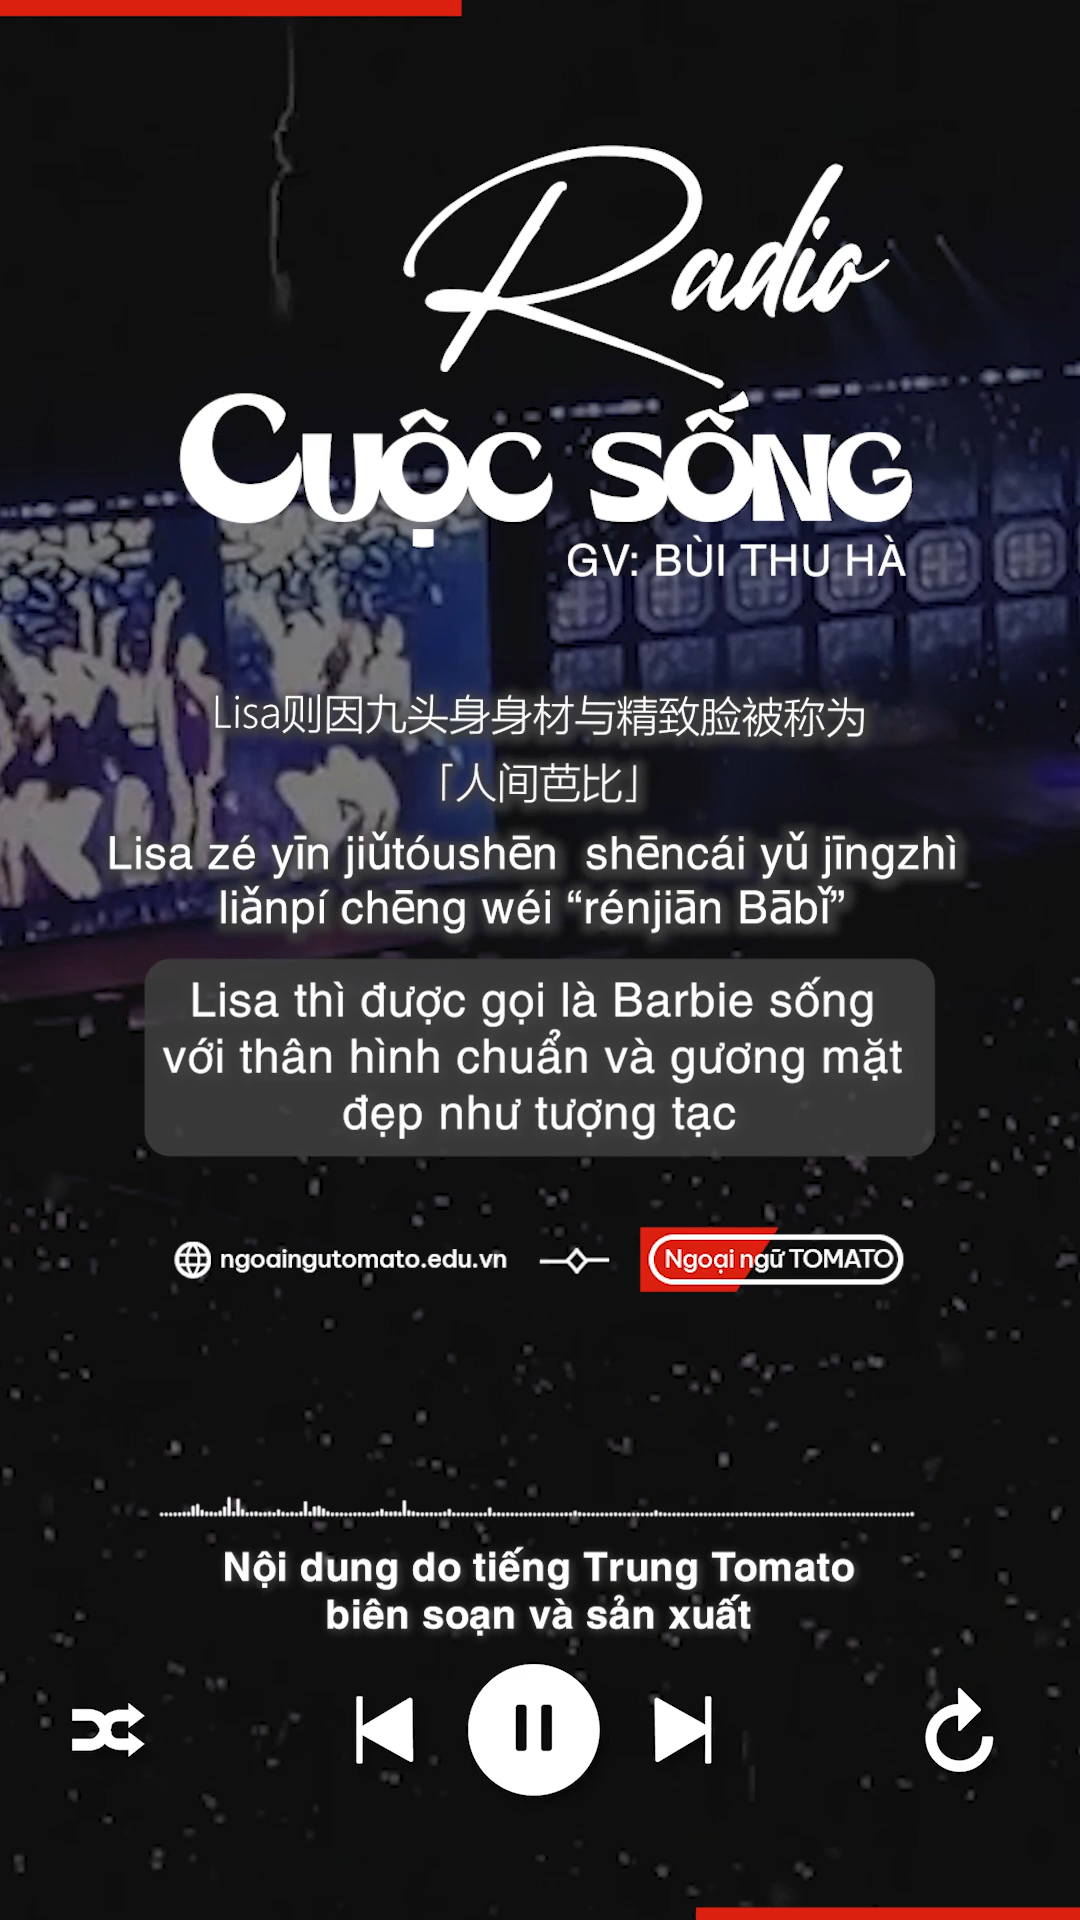 Radio
CUỘC SỐNG
GV: BÙI THU HÀ
Lisa则因九头身身材与精致脸被称为
「人间芭比」
Lisa zé yīn jiǔtóushēn shēncái yǔ jīngzhì
liǎnpí chēng wéi “rénjiān Bābǐ”
Lisa thì được gọi là Barbie sống
với thân hình chuẩn và gương mặt
đẹp như tượng tạc
ngoaingutomato.edu.vn
Ngoại ngữ TOMATO
Nội dung do tiếng Trung Tomato
biên soạn và sản xuất